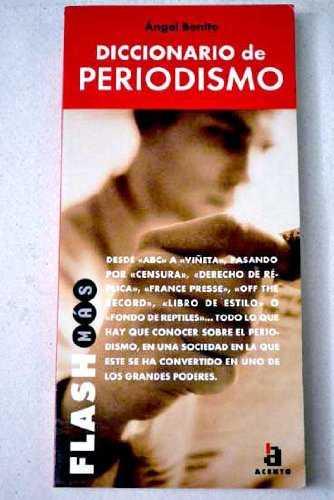 Ángel Benito
DICCIONARIO de
PERIODISMO
DESDE «ABC» A «VIÑETA», PASANDO
POR «CENSURA», «DERECHO DE RÉ-
PLICA», «FRANCE PRESSE», «OFF THE
RECORD», «LIBRO DE ESTILO» O
«FONDO DE REPTILES»... TODO LO QUE
HAY QUE CONOCER SOBRE EL PERIO-
DISMO, EN UNA SOCIEDAD EN LA QUE
ESTE SE HA CONVERTIDO EN UNO DE
LOS GRANDES PODERES.
FLASH MÁS
ACENTO